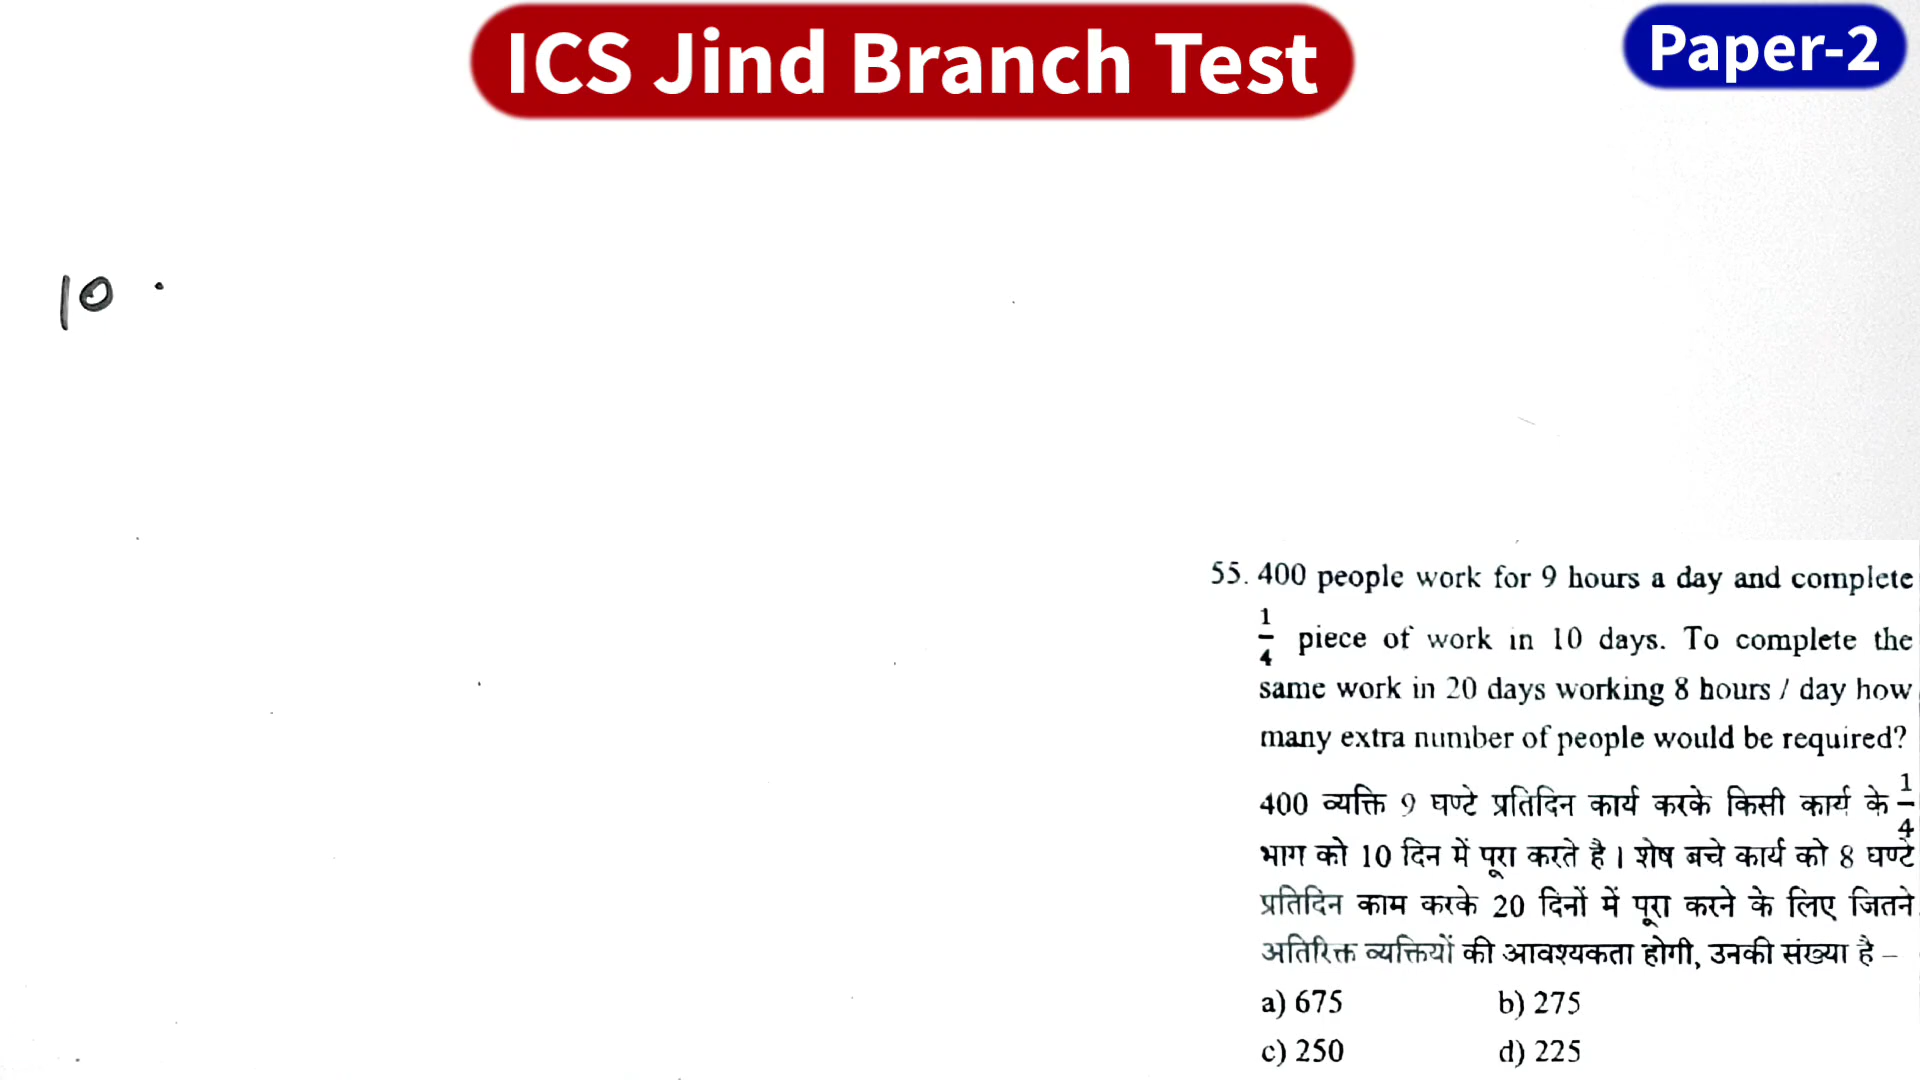 ICS Jind Branch Test
Paper-2
10
55. 400 people work for 9 hours a day and complete
1/4 piece of work in 10 days. To complete the
same work in 20 days working 8 hours / day how
many extra number of people would be required?
400 व्यक्ति 9 घण्टे प्रतिदिन कार्य करके किसी कार्य के 1/4
भाग को 10 दिन में पूरा करते है। शेष बचे कार्य को 8 घण्टे
प्रतिदिन काम करके 20 दिनों में पूरा करने के लिए जितने
अतिरिक्त व्यक्तियों की आवश्यकता होगी, उनकी संख्या है –
a) 675 b) 275
c) 250 d) 225